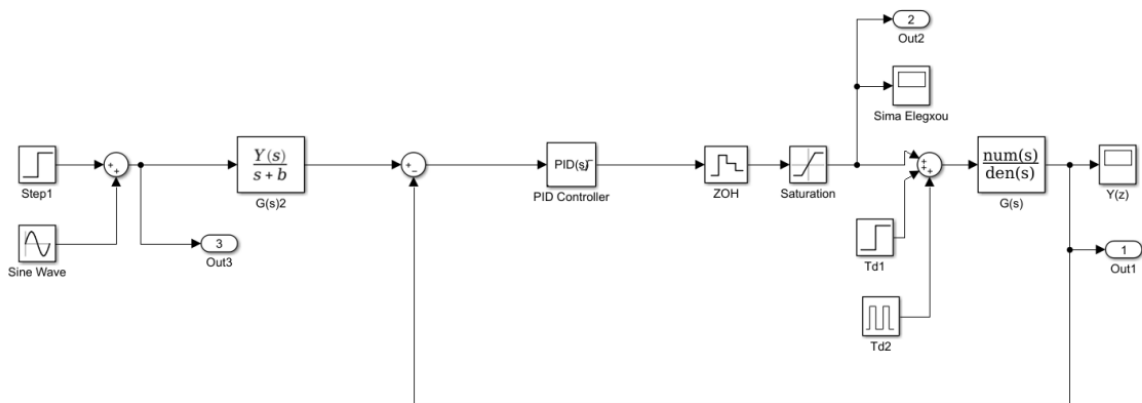 2
Out2
Sima Elegxou
Step1
+
+
Y(s)
s+b
G(s)2
+
−
PID(s)
PID Controller
ZOH
Saturation
+
+
+
num(s)
den(s)
G(s)
Y(z)
Sine Wave
3
Out3
Td1
1
Out1
Td2